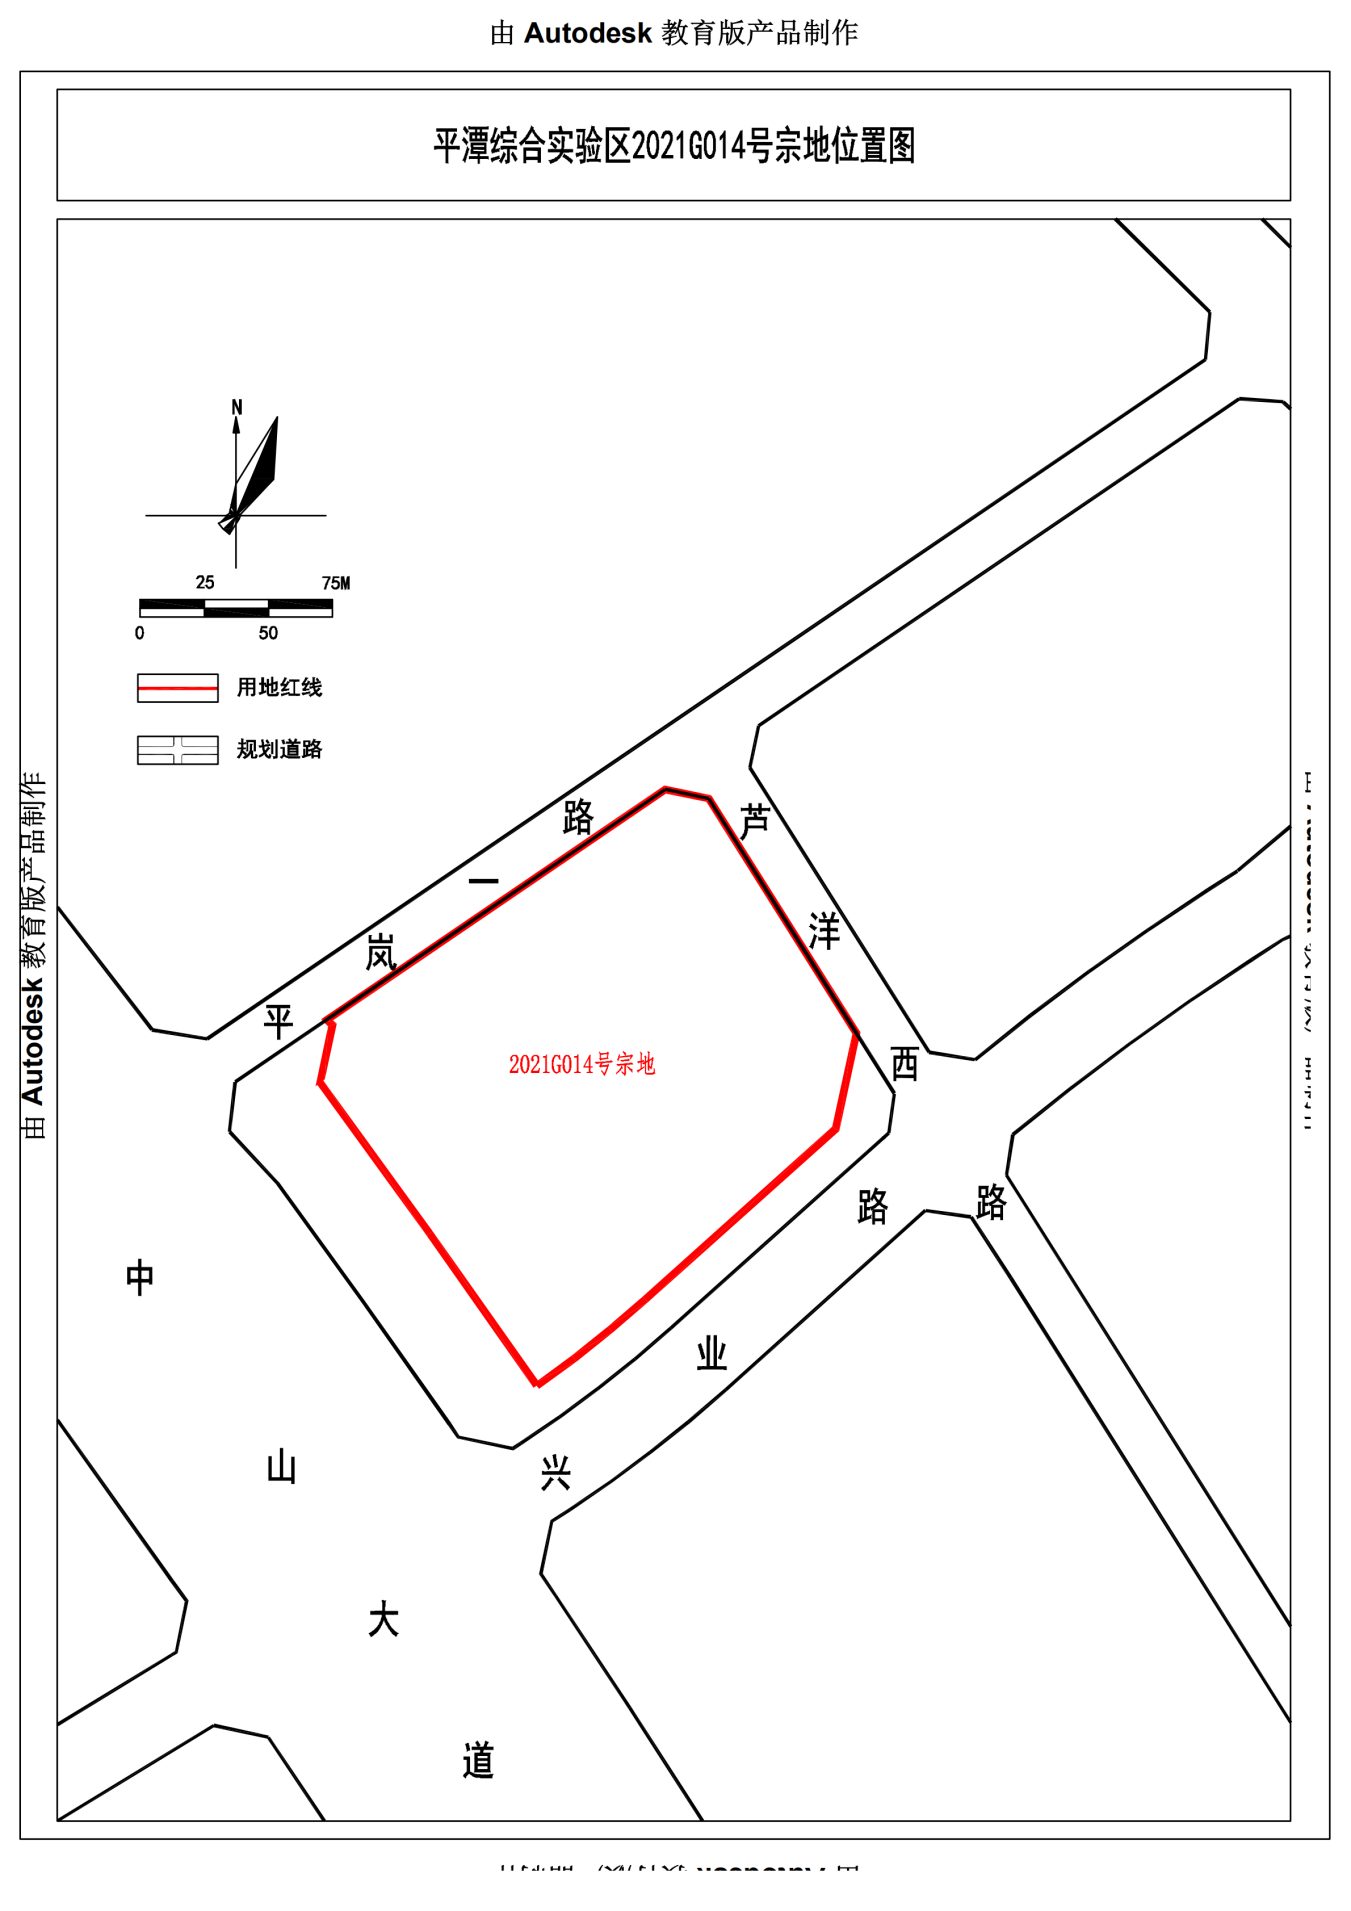 由 Autodesk 教育版产品制作
平潭综合实验区2021G014号宗地位置图
N
25 75M
0 50
用地红线
规划道路
由 Autodesk 教育版产品制作
平岚一路
芦洋西路
2021G014号宗地
兴业路
中山大道